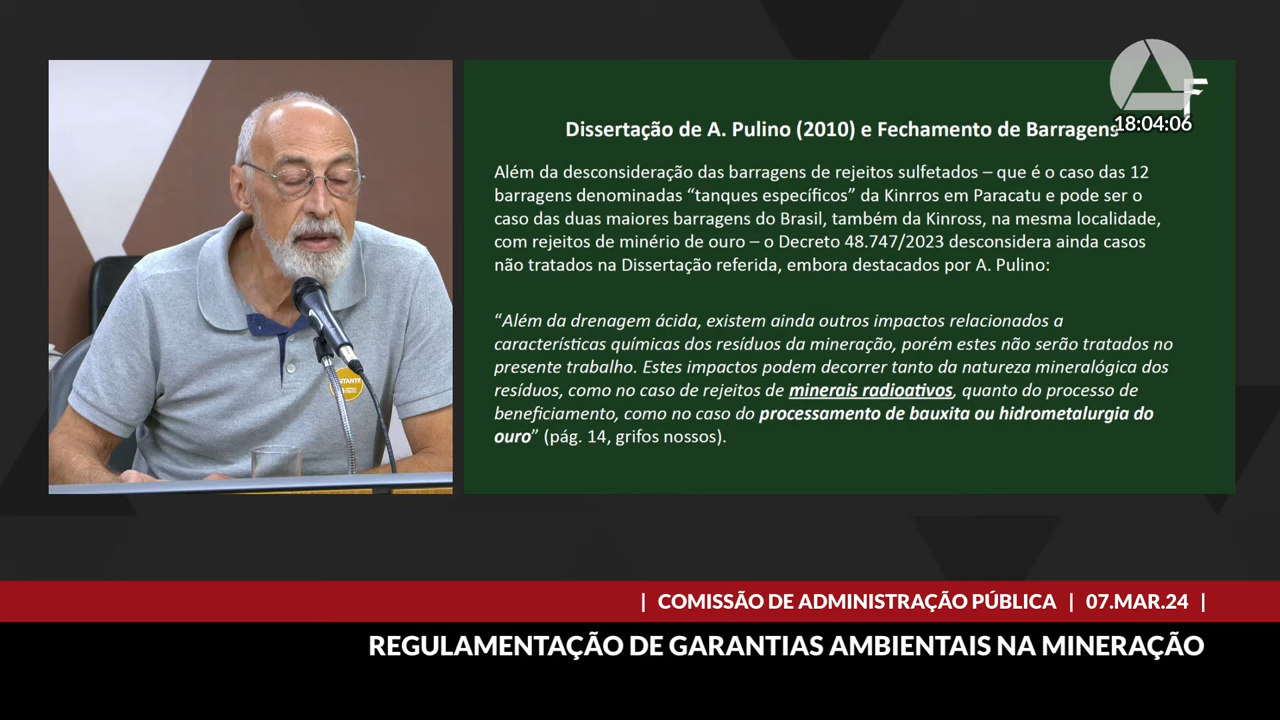 F
18:04:06
Dissertação de A. Pulino (2010) e Fechamento de Barragens
Além da desconsideração das barragens de rejeitos sulfetados – que é o caso das 12
barragens denominadas “tanques específicos” da Kinrros em Paracatu e pode ser o
caso das duas maiores barragens do Brasil, também da Kinross, na mesma localidade,
com rejeitos de minério de ouro – o Decreto 48.747/2023 desconsidera ainda casos
não tratados na Dissertação referida, embora destacados por A. Pulino:
“Além da drenagem ácida, existem ainda outros impactos relacionados a
características químicas dos resíduos da mineração, porém estes não serão tratados no
presente trabalho. Estes impactos podem decorrer tanto da natureza mineralógica dos
resíduos, como no caso de rejeitos de minerais radioativos, quanto do processo de
beneficiamento, como no caso do processamento de bauxita ou hidrometalurgia do
ouro” (pág. 14, grifos nossos).
| COMISSÃO DE ADMINISTRAÇÃO PÚBLICA | 07.MAR.24 |
REGULAMENTAÇÃO DE GARANTIAS AMBIENTAIS NA MINERAÇÃO